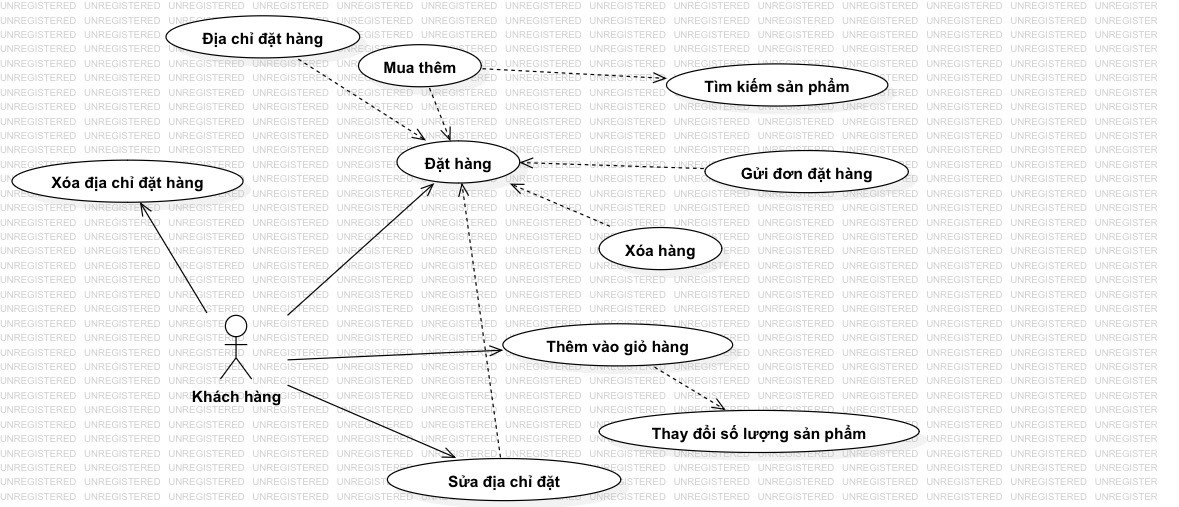 Địa chỉ đặt hàng
Mua thêm
Tìm kiếm sản phẩm
Đặt hàng
Gửi đơn đặt hàng
Xóa địa chỉ đặt hàng
Xóa hàng
Thêm vào giỏ hàng
Khách hàng
Thay đổi số lượng sản phẩm
Sửa địa chỉ đặt
UNREGISTERED